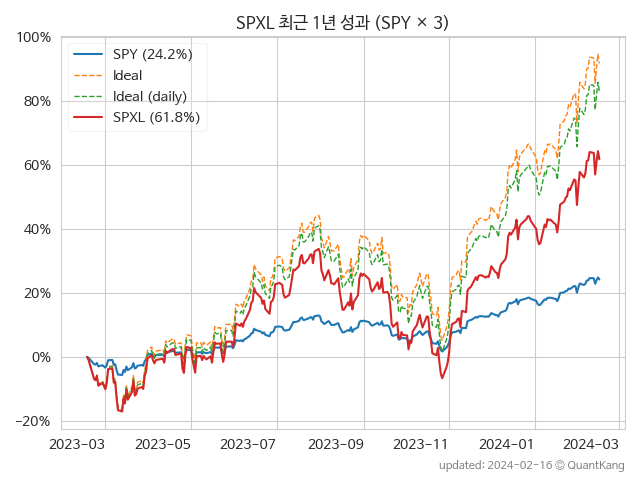 SPXL 최근 1년 성과 (SPY × 3)
100%
80%
60%
40%
20%
0%
−20%
SPY (24.2%)
Ideal
Ideal (daily)
SPXL (61.8%)
2023-03 2023-05 2023-07 2023-09 2023-11 2024-01 2024-03
updated: 2024-02-16 © QuantKang